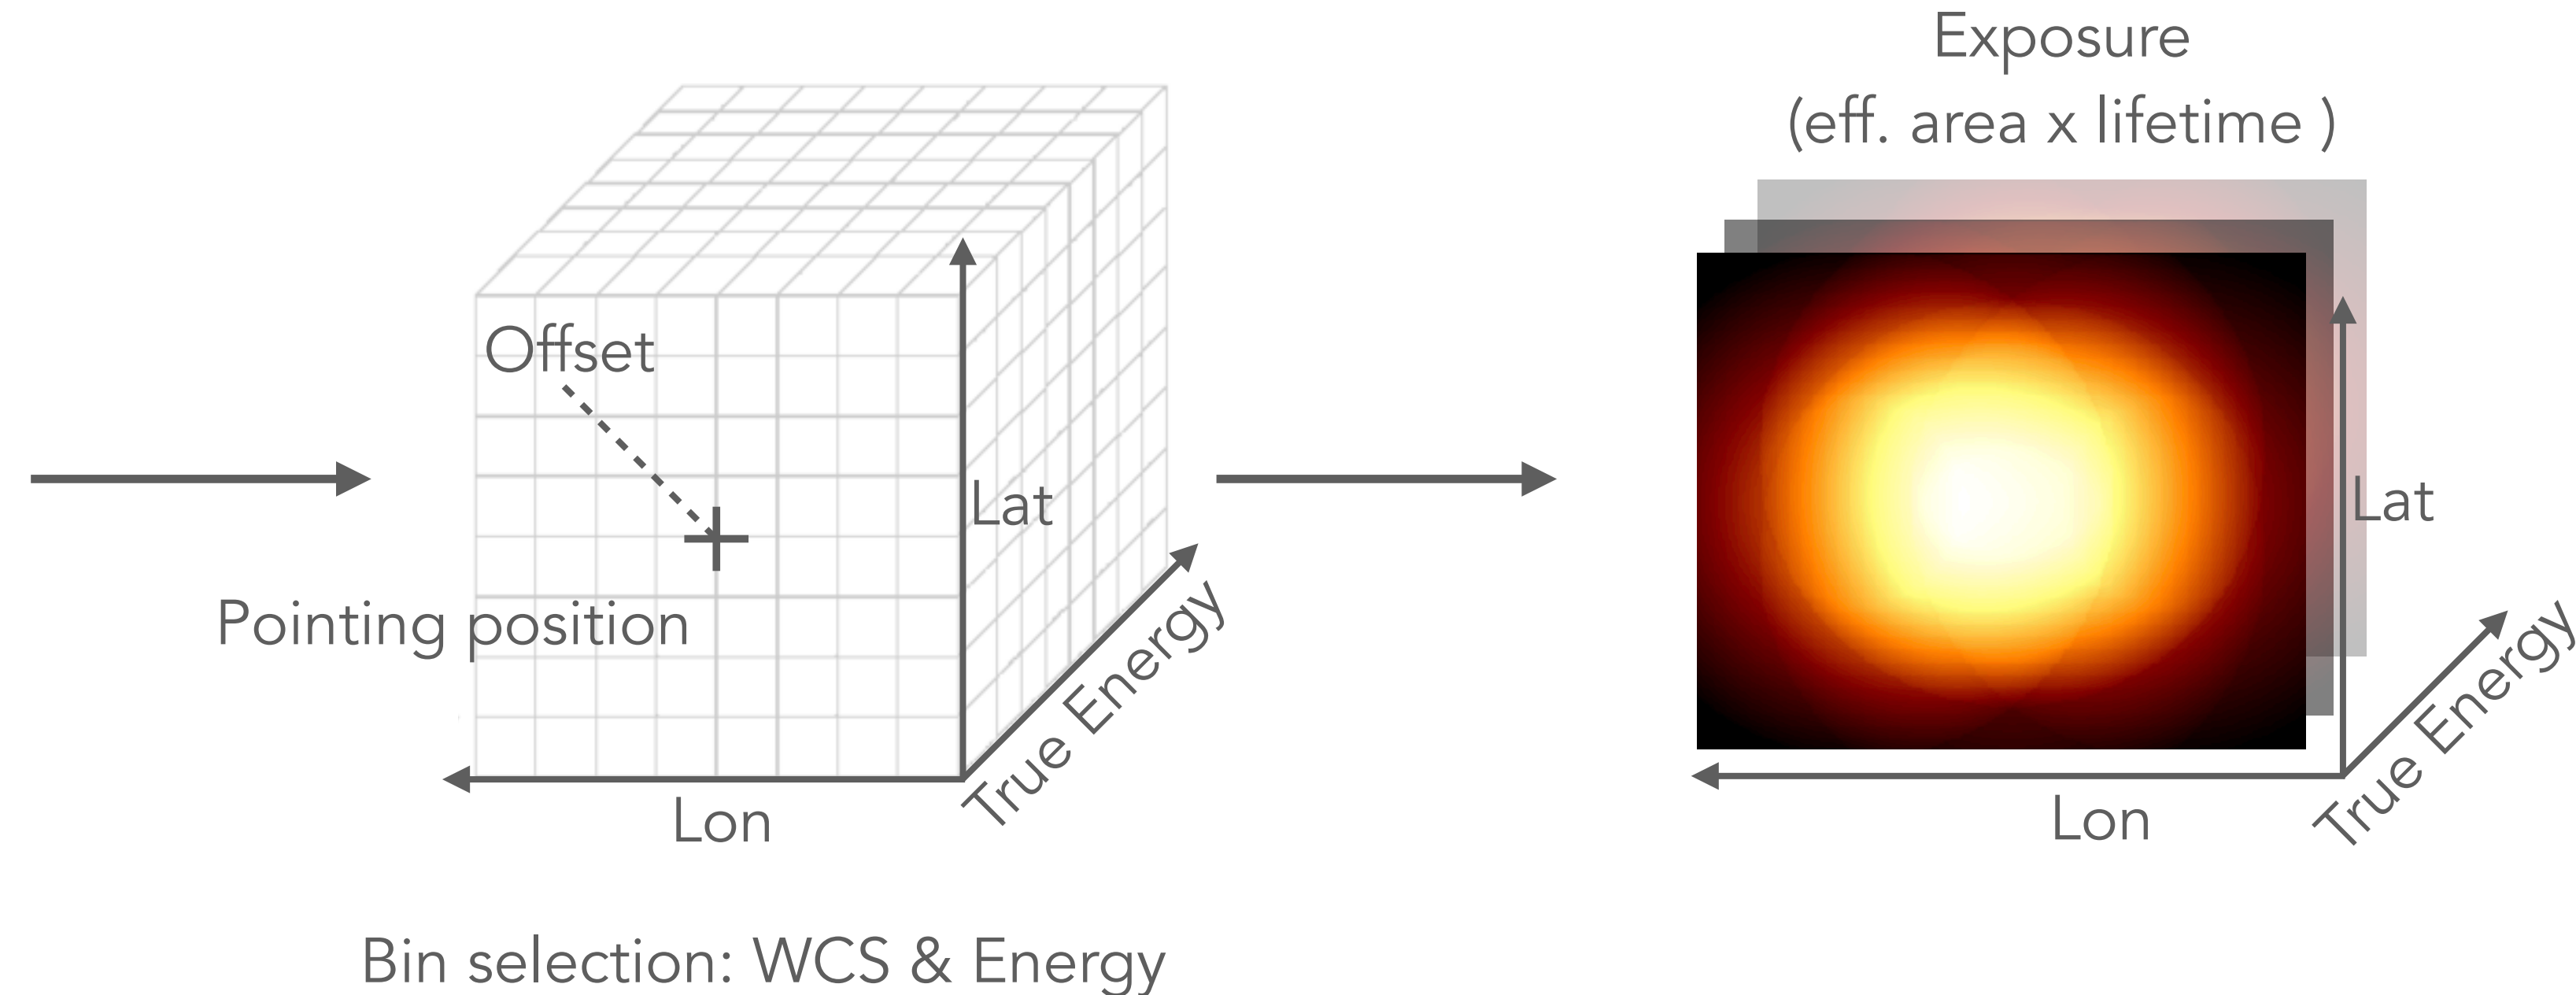 Offset
Pointing position
Lat
Lon
True Energy
Bin selection: WCS & Energy
Exposure
(eff. area x lifetime )
Lat
Lon
True Energy